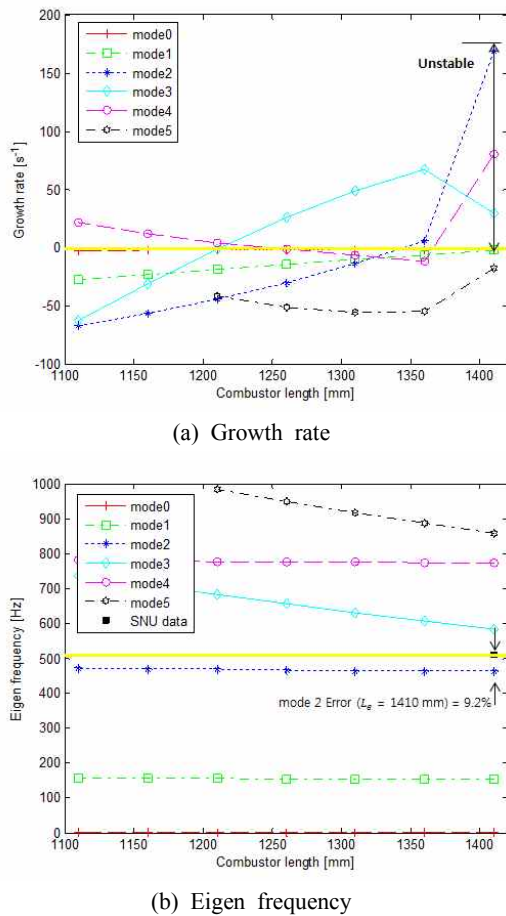 200
150
100
50
0
-50
-100
Growth rate [s⁻¹]
mode0
mode1
mode2
mode3
mode4
mode5
Unstable
1100 1150 1200 1250 1300 1350 1400
Combustor length [mm]
(a) Growth rate
1000
900
800
700
600
500
400
300
200
100
0
Eigen frequency [Hz]
mode0
mode1
mode2
mode3
mode4
mode5
SNU data
mode 2 Error (Lₑ = 1410 mm) = 9.2%
1100 1150 1200 1250 1300 1350 1400
Combustor length [mm]
(b) Eigen frequency